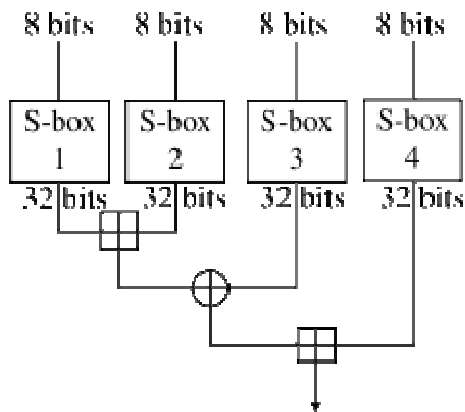 8 bits 8 bits 8 bits 8 bits
S-box S-box S-box S-box
1 2 3 4
32 bits 32 bits 32 bits 32 bits